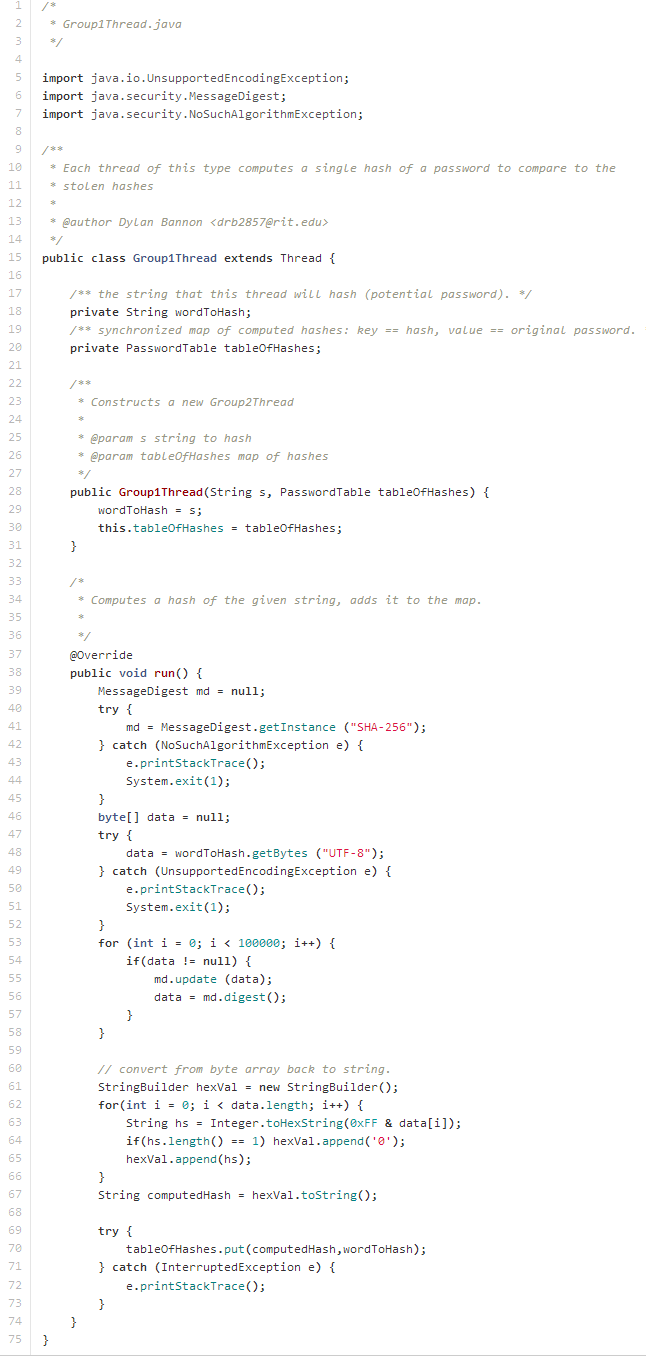 1 /*
2  * Group1Thread.java
3  */
4
5 import java.io.UnsupportedEncodingException;
6 import java.security.MessageDigest;
7 import java.security.NoSuchAlgorithmException;
8
9 /**
10  * Each thread of this type computes a single hash of a password to compare to the
11  * stolen hashes
12  *
13  * @author Dylan Bannon <drb2857@rit.edu>
14  */
15 public class Group1Thread extends Thread {
16
17     /** the string that this thread will hash (potential password). */
18     private String wordToHash;
19     /** synchronized map of computed hashes: key == hash, value == original password.
20     private PasswordTable tableOfHashes;
21
22     /**
23      * Constructs a new Group2Thread
24      *
25      * @param s string to hash
26      * @param tableOfHashes map of hashes
27      */
28     public Group1Thread(String s, PasswordTable tableOfHashes) {
29         wordToHash = s;
30         this.tableOfHashes = tableOfHashes;
31     }
32
33     /*
34      * Computes a hash of the given string, adds it to the map.
35      *
36      */
37     @Override
38     public void run() {
39         MessageDigest md = null;
40         try {
41             md = MessageDigest.getInstance ("SHA-256");
42         } catch (NoSuchAlgorithmException e) {
43             e.printStackTrace();
44             System.exit(1);
45         }
46         byte[] data = null;
47         try {
48             data = wordToHash.getBytes ("UTF-8");
49         } catch (UnsupportedEncodingException e) {
50             e.printStackTrace();
51             System.exit(1);
52         }
53         for (int i = 0; i < 100000; i++) {
54             if(data != null) {
55                 md.update (data);
56                 data = md.digest();
57             }
58         }
59
60         // convert from byte array back to string.
61         StringBuilder hexVal = new StringBuilder();
62         for(int i = 0; i < data.length; i++) {
63             String hs = Integer.toHexString(0xFF & data[i]);
64             if(hs.length() == 1) hexVal.append('0');
65             hexVal.append(hs);
66         }
67         String computedHash = hexVal.toString();
68
69         try {
70             tableOfHashes.put(computedHash,wordToHash);
71         } catch (InterruptedException e) {
72             e.printStackTrace();
73         }
74     }
75 }